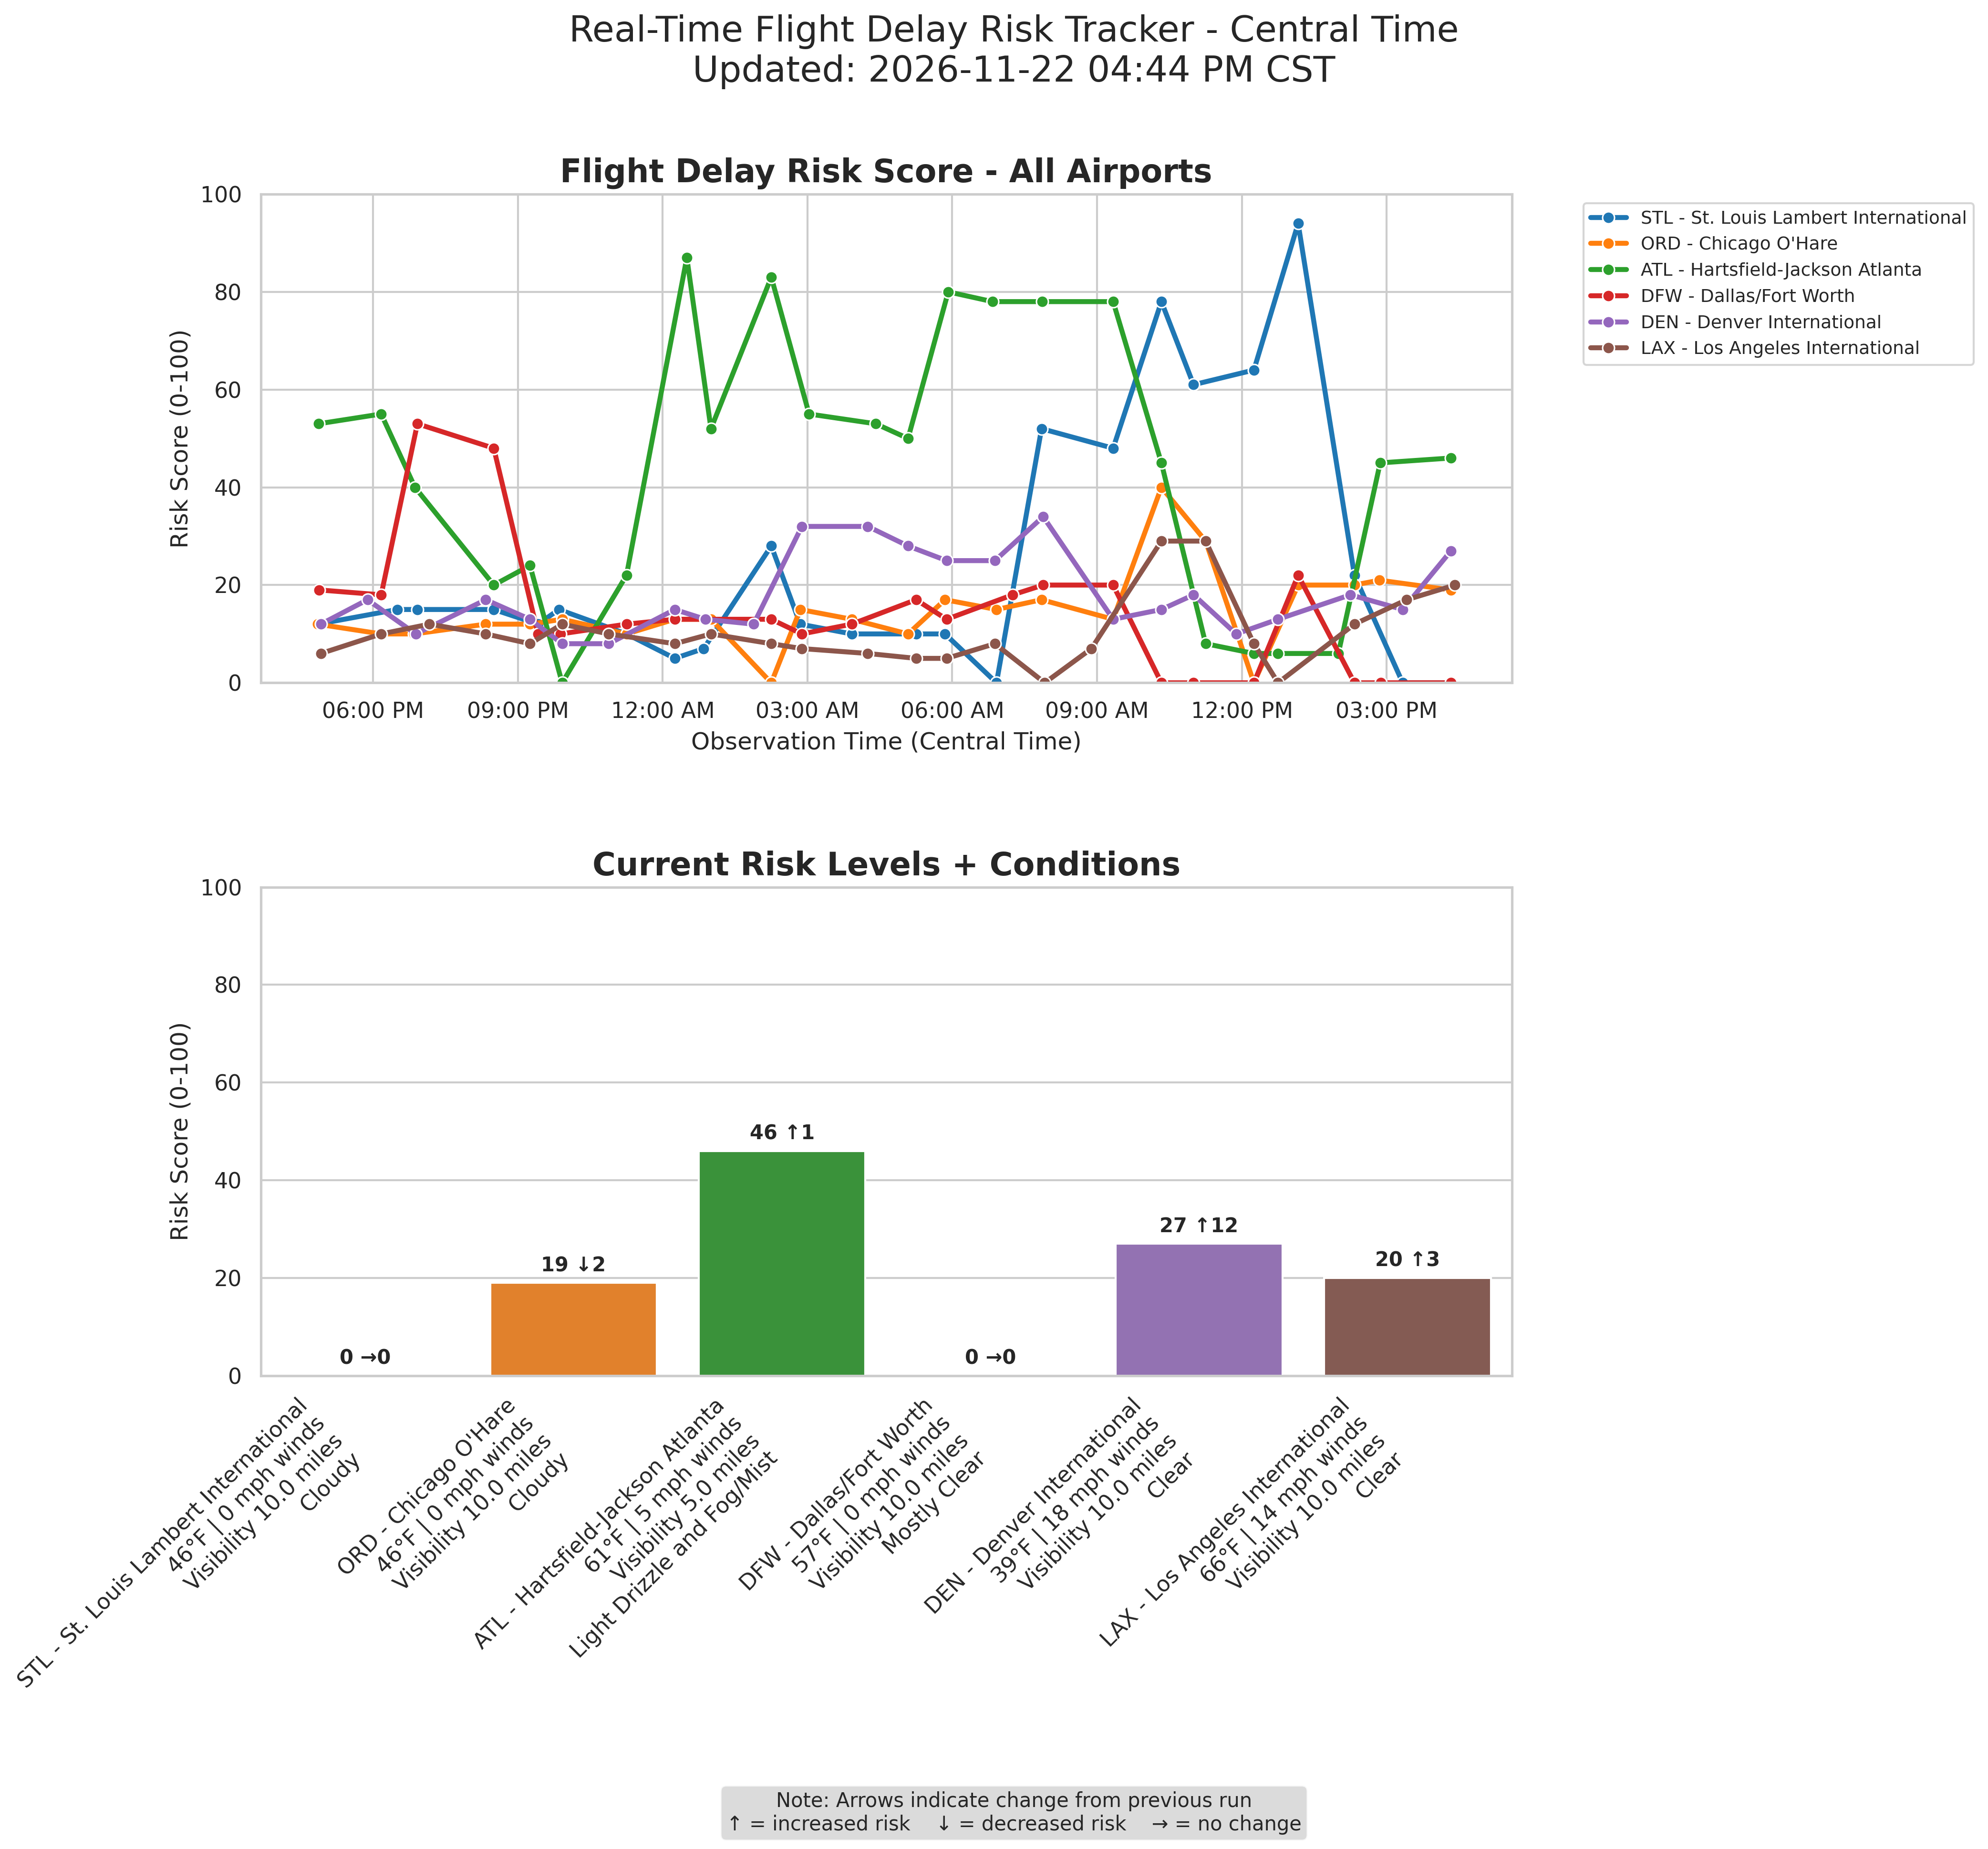 Real-Time Flight Delay Risk Tracker - Central Time
Updated: 2026-11-22 04:44 PM CST
Flight Delay Risk Score - All Airports
100
80
60
40
20
0
Risk Score (0-100)
06:00 PM
09:00 PM
12:00 AM
03:00 AM
06:00 AM
09:00 AM
12:00 PM
03:00 PM
Observation Time (Central Time)
STL - St. Louis Lambert International
ORD - Chicago O'Hare
ATL - Hartsfield-Jackson Atlanta
DFW - Dallas/Fort Worth
DEN - Denver International
LAX - Los Angeles International
Current Risk Levels + Conditions
100
80
60
40
20
0
Risk Score (0-100)
0 →0
19 ↓2
46 ↑1
0 →0
27 ↑12
20 ↑3
STL - St. Louis Lambert International
46°F | 0 mph winds
Visibility 10.0 miles
Cloudy
ORD - Chicago O'Hare
46°F | 0 mph winds
Visibility 10.0 miles
Cloudy
ATL - Hartsfield-Jackson Atlanta
61°F | 5 mph winds
Visibility 5.0 miles
Light Drizzle and Fog/Mist
DFW - Dallas/Fort Worth
57°F | 0 mph winds
Visibility 10.0 miles
Mostly Clear
DEN - Denver International
39°F | 18 mph winds
Visibility 10.0 miles
Clear
LAX - Los Angeles International
66°F | 14 mph winds
Visibility 10.0 miles
Clear
Note: Arrows indicate change from previous run
↑ = increased risk    ↓ = decreased risk    → = no change